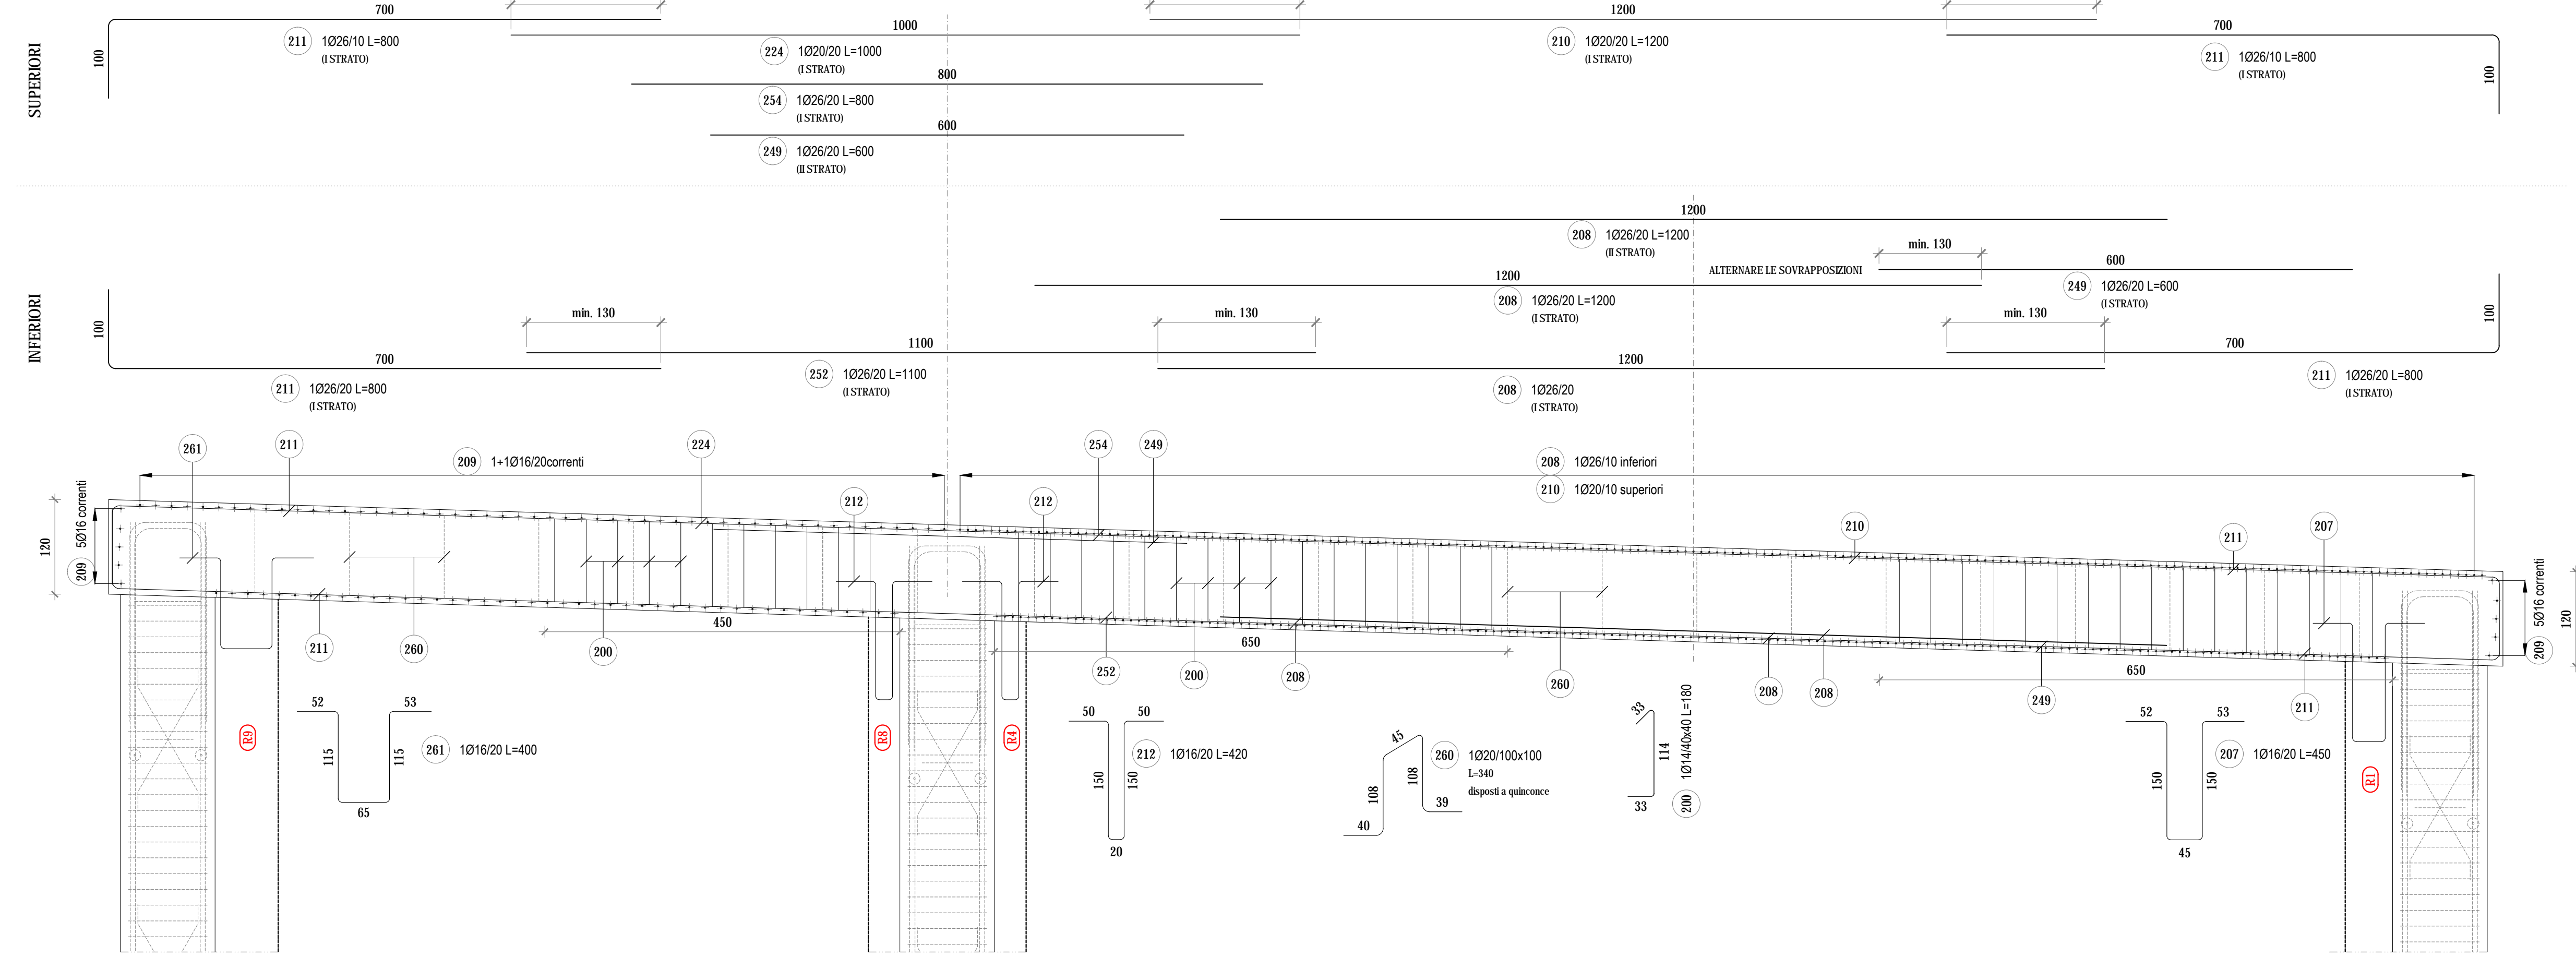 SUPERIORI
100
700
211 1Ø26/10 L=800
(I STRATO)
1000
224 1Ø20/20 L=1000
(I STRATO)
800
254 1Ø26/20 L=800
(I STRATO)
600
249 1Ø26/20 L=600
(II STRATO)
1200
210 1Ø20/20 L=1200
(I STRATO)
700
211 1Ø26/10 L=800
(I STRATO)
100
INFERIORI
100
1200
208 1Ø26/20 L=1200
(II STRATO)
min. 130
ALTERNARE LE SOVRAPPOSIZIONI
600
249 1Ø26/20 L=600
(I STRATO)
1200
208 1Ø26/20 L=1200
(I STRATO)
100
min. 130
min. 130
min. 130
700
211 1Ø26/20 L=800
(I STRATO)
1100
252 1Ø26/20 L=1100
(I STRATO)
1200
208 1Ø26/20
(I STRATO)
700
211 1Ø26/20 L=800
(I STRATO)
261
211
209 1+1Ø16/20correnti
224
254
249
208 1Ø26/10 inferiori
210 1Ø20/10 superiori
212
212
210
211
207
120
209 5Ø16 correnti
209 5Ø16 correnti
120
211
260
200
450
252
200
650
208
260
208
208
249
650
211
52
53
115
115
65
261 1Ø16/20 L=400
R9
R8
R4
50
50
150
150
20
212 1Ø16/20 L=420
45
108
108
40
39
260 1Ø20/100x100
L=340
disposti a quinconce
33
114
33
200 1Ø14/40x40 L=180
52
53
150
150
45
207 1Ø16/20 L=450
R1